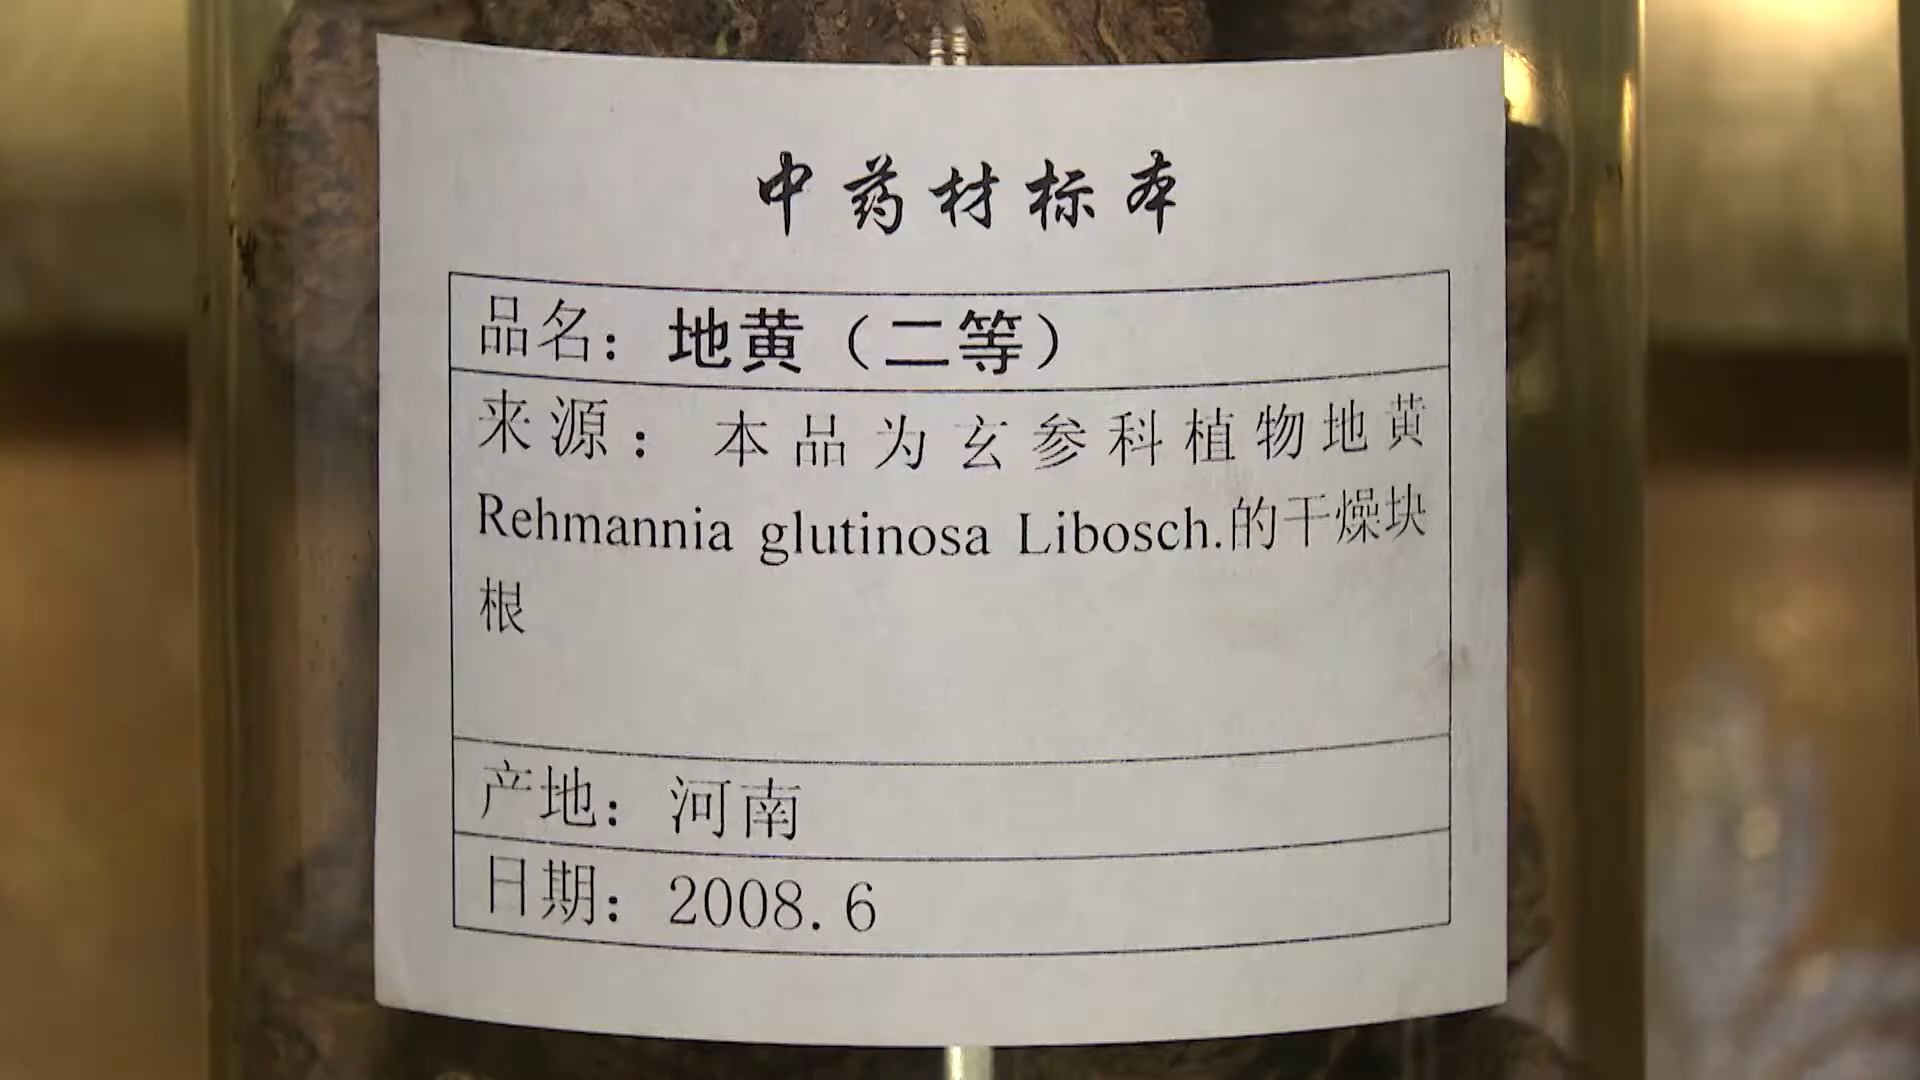 中药材标本
品名：地黄（二等）
来源：本品为玄参科植物地黄
Rehmannia glutinosa Libosch.的干燥块
根
产地：河南
日期：2008.6